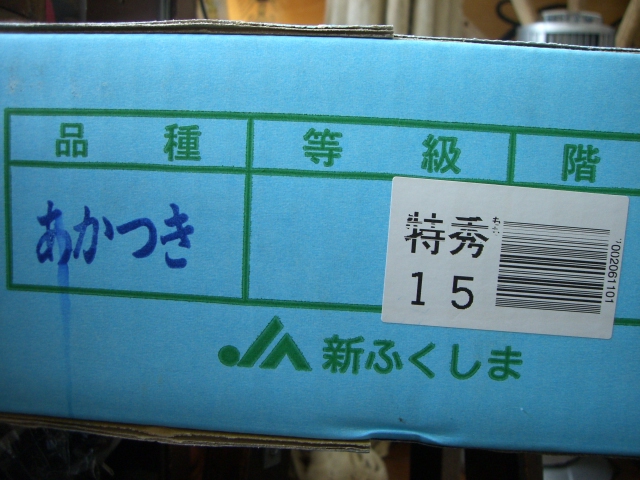 品種 等級 階
あかつき
特秀
15
002061101
JA 新ふくしま